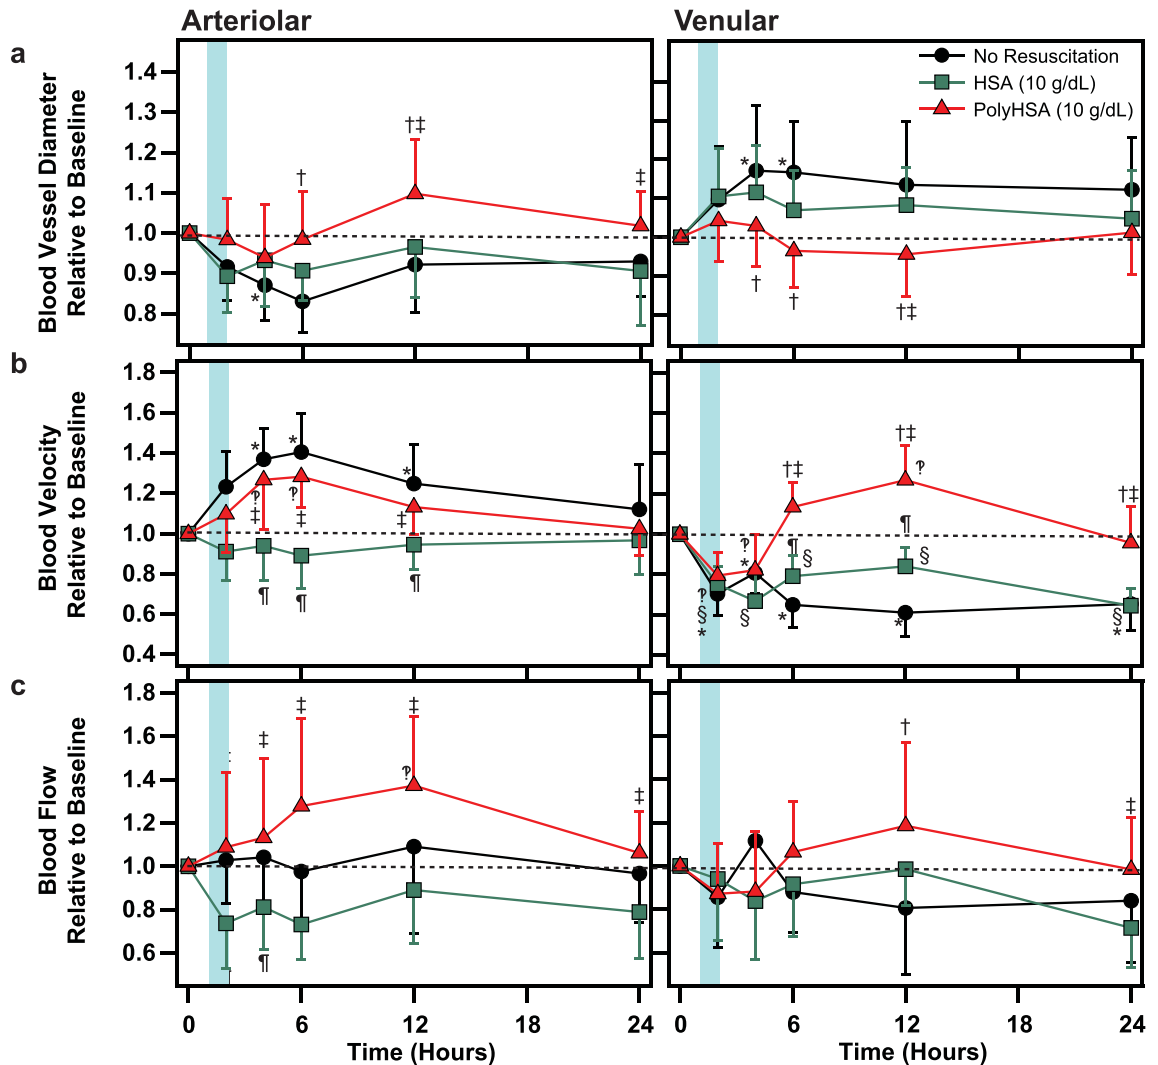 Arteriolar
Venular
a
Blood Vessel Diameter
Relative to Baseline
1.4
1.3
1.2
1.1
1.0
0.9
0.8
†
†‡
‡
*
No Resuscitation
HSA (10 g/dL)
PolyHSA (10 g/dL)
* *
†
†
†‡
b
Blood Velocity
Relative to Baseline
1.8
1.6
1.4
1.2
1.0
0.8
0.6
0.4
* * *
‽ ‽
‡ ‡ ‡
¶ ¶ ¶
†‡ †‡ †‡
‽
‽ ¶ ¶
* § §
‽
§ § §
* * * *
c
Blood Flow
Relative to Baseline
1.8
1.6
1.4
1.2
1.0
0.8
0.6
‡ ‡ ‡ ‡
‽
¶
†
‡
0 6 12 18 24
0 6 12 18 24
Time (Hours)
Time (Hours)